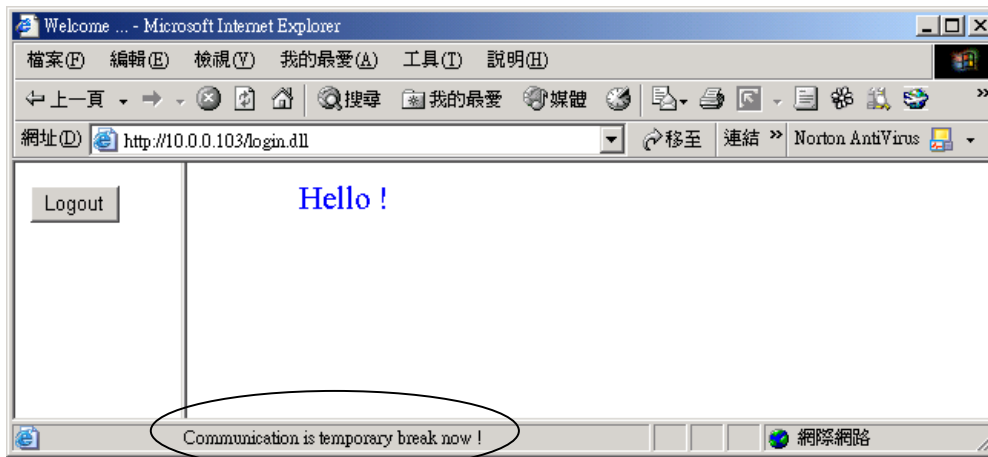 Welcome ... - Microsoft Internet Explorer
檔案(F) 編輯(E) 檢視(V) 我的最愛(A) 工具(T) 說明(H)
上一頁 搜尋 我的最愛 媒體 »
網址(D) http://10.0.0.103/login.dll 移至 連結 » Norton AntiVirus
Logout
Hello !
Communication is temporary break now ! 網際網路